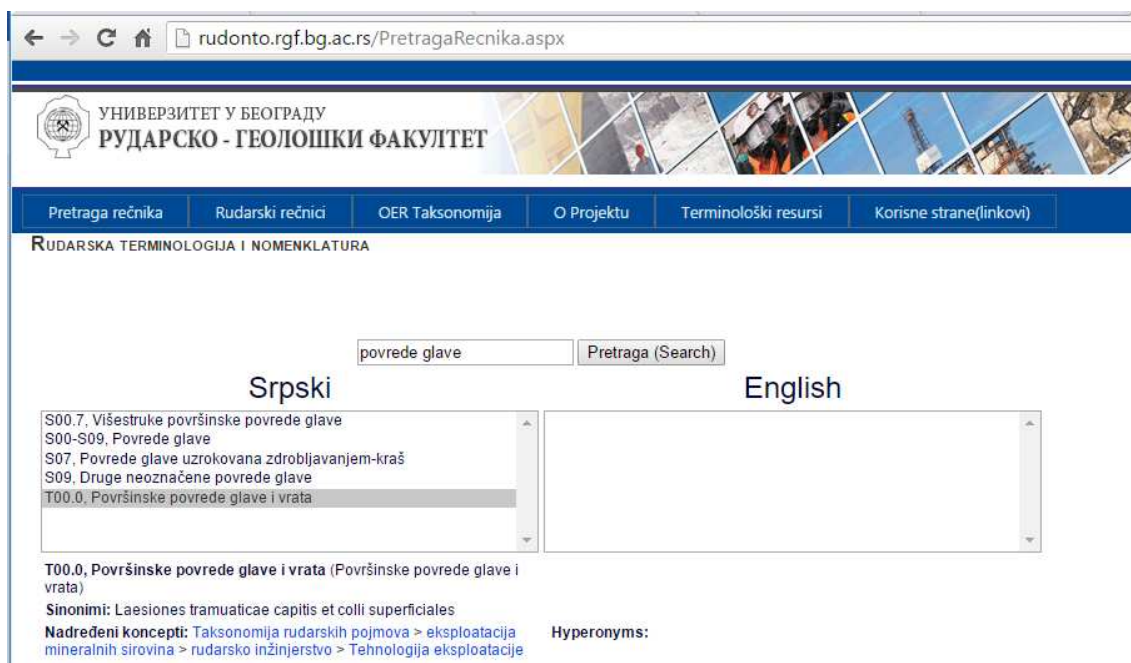 rudonto.rgf.bg.ac.rs/PretragaRecnika.aspx
УНИВЕРЗИТЕТ У БЕОГРАДУ
РУДАРСКО - ГЕОЛОШКИ ФАКУЛТЕТ
Pretraga rečnika Rudarski rečnici OER Taksonomija O Projektu Terminološki resursi Korisne strane(linkovi)
RUDARSKA TERMINOLOGIJA I NOMENKLATURA
povrede glave Pretraga (Search)
Srpski English
S00.7, Višestruke površinske povrede glave
S00-S09, Povrede glave
S07, Povrede glave uzrokovana zdrobljavanjem-kraš
S09, Druge neoznačene povrede glave
T00.0, Površinske povrede glave i vrata
T00.0, Površinske povrede glave i vrata (Površinske povrede glave i
vrata)
Sinonimi: Laesiones tramuaticae capitis et colli superficiales
Nadređeni koncepti: Taksonomija rudarskih pojmova > eksploatacija Hyperonyms:
mineralnih sirovina > rudarsko inžinjerstvo > Tehnologija eksploatacije